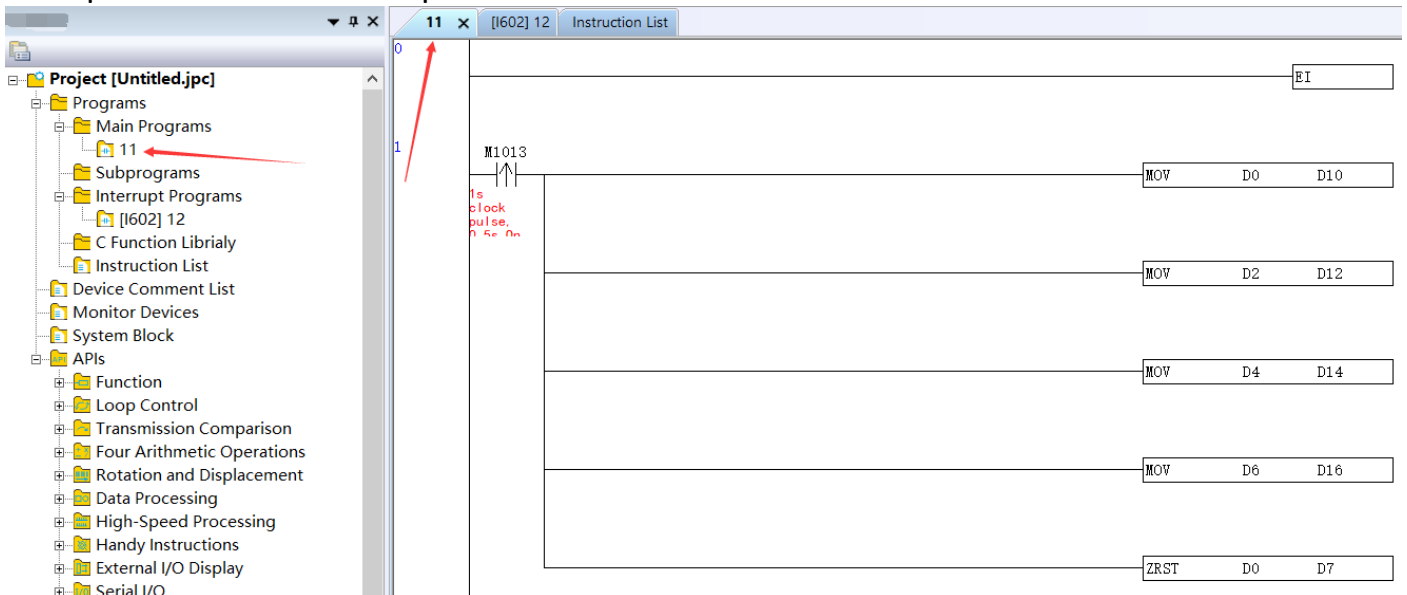 11
[I602] 12
Instruction List
Project [Untitled.jpc]
Programs
Main Programs
11
Subprograms
Interrupt Programs
[I602] 12
C Function Librialy
Instruction List
Device Comment List
Monitor Devices
System Block
APIs
Function
Loop Control
Transmission Comparison
Four Arithmetic Operations
Rotation and Displacement
Data Processing
High-Speed Processing
Handy Instructions
External I/O Display
Serial I/O
0
EI
1
M1013
1s
clock
pulse,
0.5s On
MOV D0 D10
MOV D2 D12
MOV D4 D14
MOV D6 D16
ZRST D0 D7